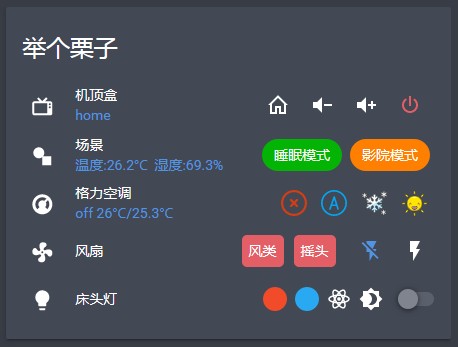 举个栗子
机顶盒
home
场景
温度:26.2°C 湿度:69.3%
睡眠模式 影院模式
格力空调
off 26°C/25.3°C
A
风扇
风类 摇头
床头灯